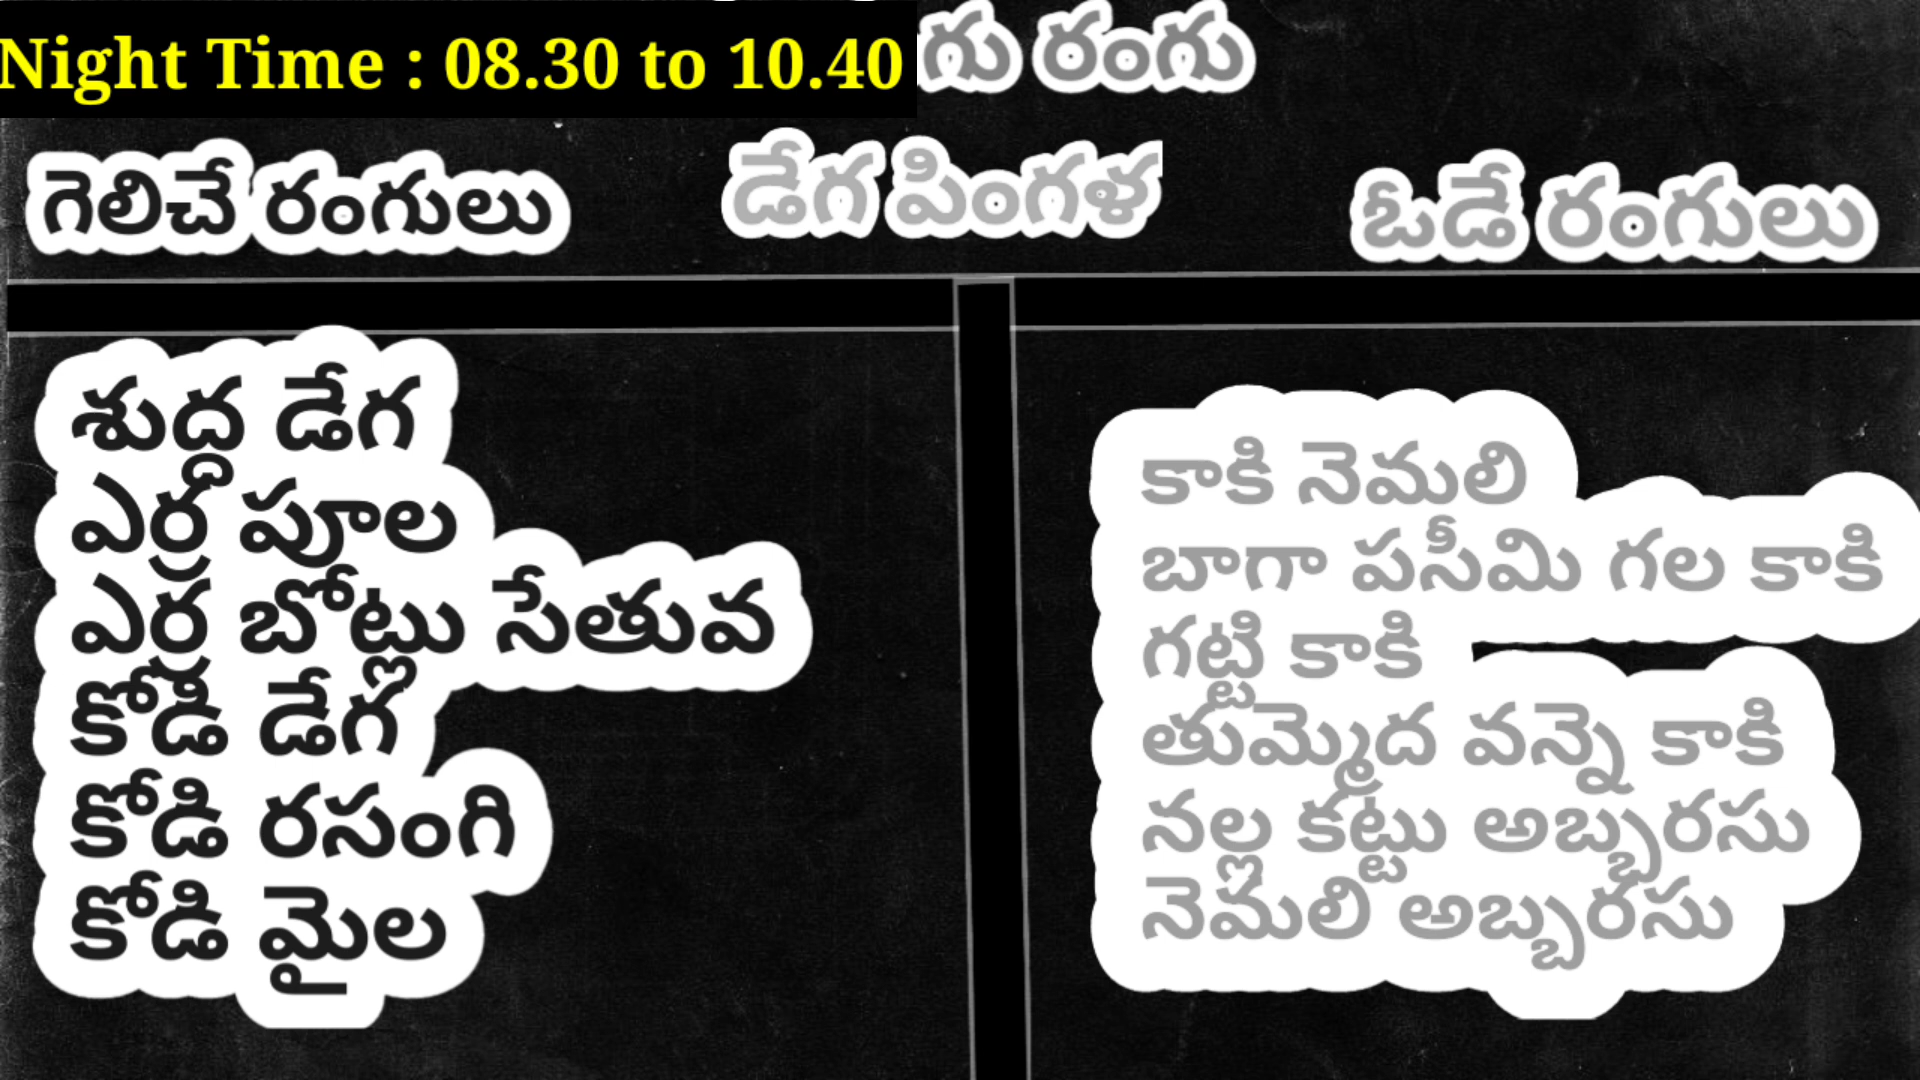 Night Time : 08.30 to 10.40
రంగు
గెలిచే రంగులు
డేగ పింగళ
ఓడే రంగులు
శుద్ధ డేగ
ఎర్ర పూల
ఎర్ర బోట్లు సేతువ
కోడి డేగ
కోడి రసంగి
కోడి మైల
కాకి నెమలి
బాగా పసీమి గల కాకి
గట్టి కాకి
తుమ్మెద వన్నె కాకి
నల్ల కట్టు అబ్బరసు
నెమలి అబ్బరసు